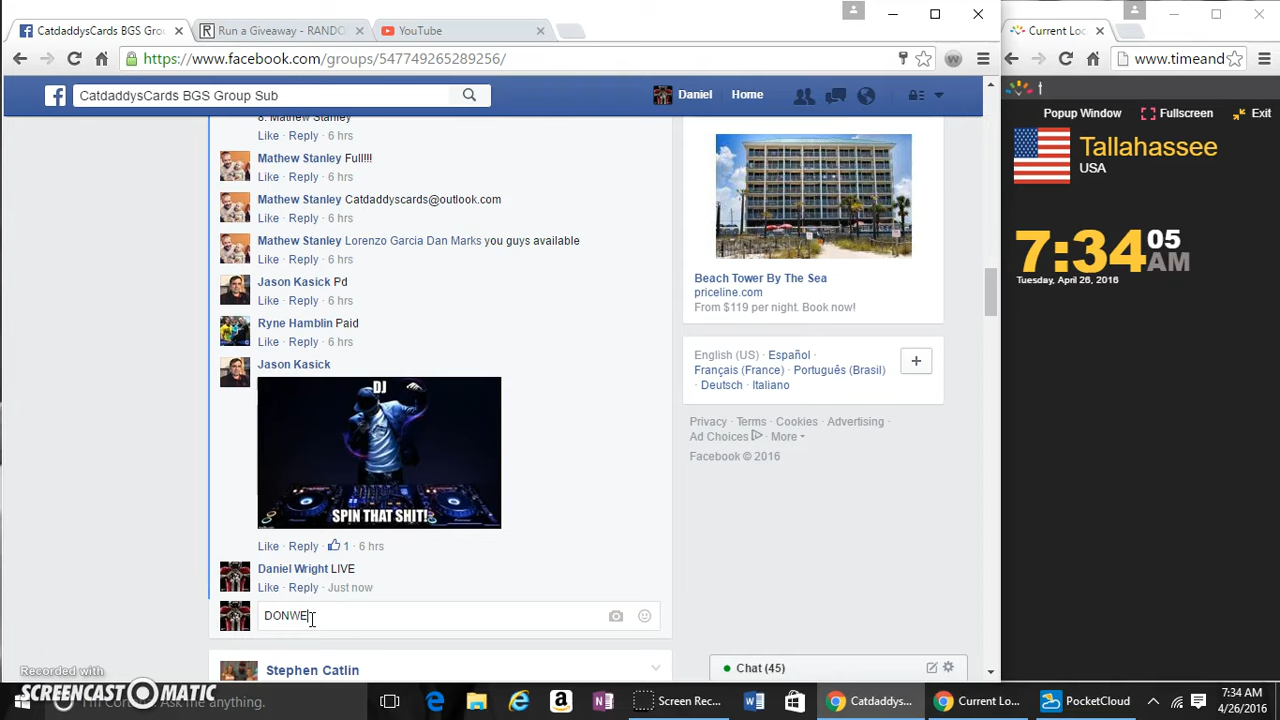 CatdaddysCards BGS Grou
Run a Giveaway - RANDO
YouTube
https://www.facebook.com/groups/547749265289256/
CatdaddysCards BGS Group Sub
Daniel
Home
8. Mathew Stanley
Like · Reply · 6 hrs
Mathew Stanley Full!!!
Like · Reply · 6 hrs
Mathew Stanley Catdaddyscards@outlook.com
Like · Reply · 6 hrs
Mathew Stanley Lorenzo Garcia Dan Marks you guys available
Like · Reply · 6 hrs
Jason Kasick Pd
Like · Reply · 6 hrs
Ryne Hamblin Paid
Like · Reply · 6 hrs
Jason Kasick
DJ
SPIN THAT SHIT!
Like · Reply · 1 · 6 hrs
Daniel Wright LIVE
Like · Reply · Just now
DONWE
Stephen Catlin
Beach Tower By The Sea
priceline.com
From $119 per night. Book now!
English (US) · Español ·
Français (France) · Português (Brasil)
· Deutsch · Italiano
Privacy · Terms · Cookies · Advertising ·
Ad Choices · More
Facebook © 2016
Chat (45)
Current Loc
www.timeand
Popup Window
Fullscreen
Exit
Tallahassee
USA
7:34 05 AM
Tuesday, April 26, 2016
Recorded with
SCREENCAST MATIC
I'm Cortana. Ask me anything.
Screen Rec...
Catdaddys...
Current Lo...
PocketCloud
7:34 AM
4/26/2016